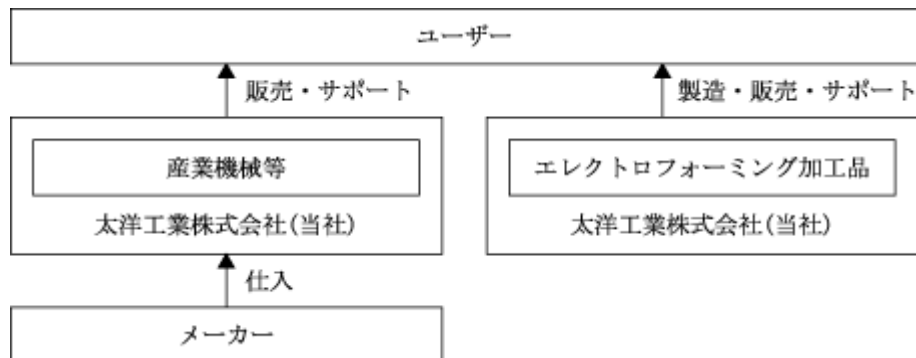 ユーザー
販売・サポート
製造・販売・サポート
産業機械等
エレクトロフォーミング加工品
太洋工業株式会社(当社)
太洋工業株式会社(当社)
仕入
メーカー